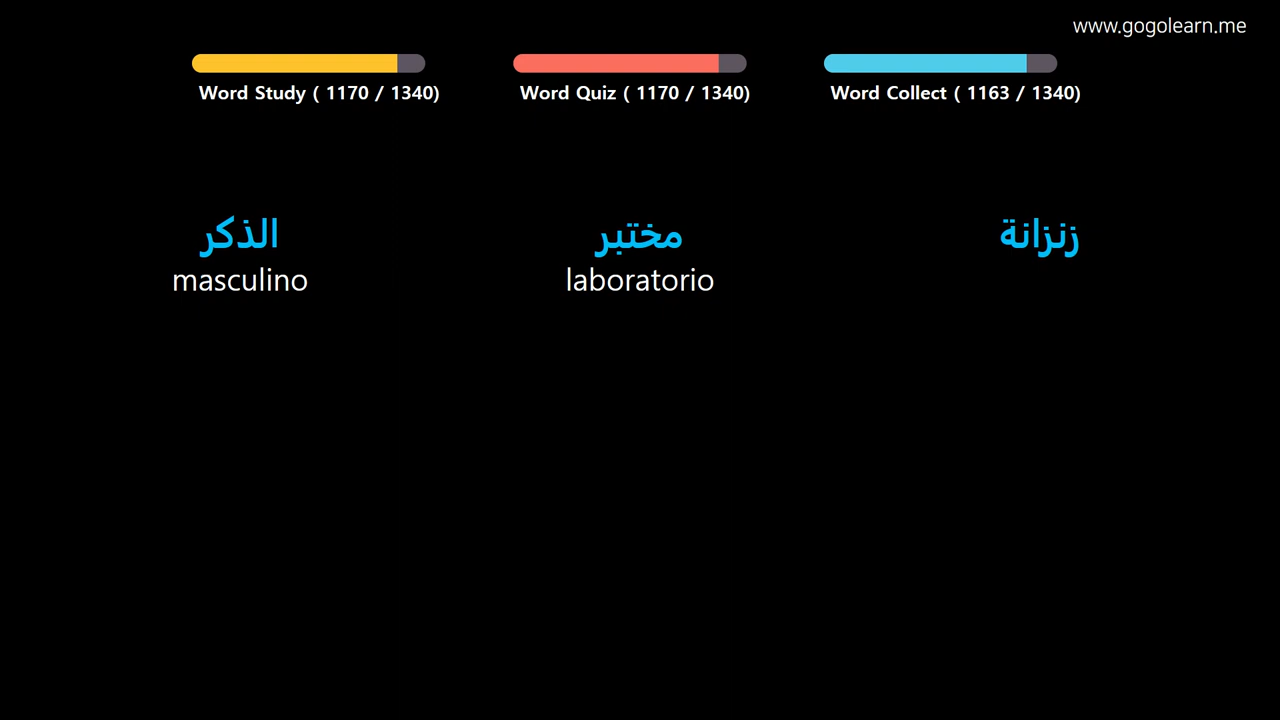 www.gogolearn.me
Word Study ( 1170 / 1340)
Word Quiz ( 1170 / 1340)
Word Collect ( 1163 / 1340)
الذكر
مختبر
زنزانة
masculino
laboratorio